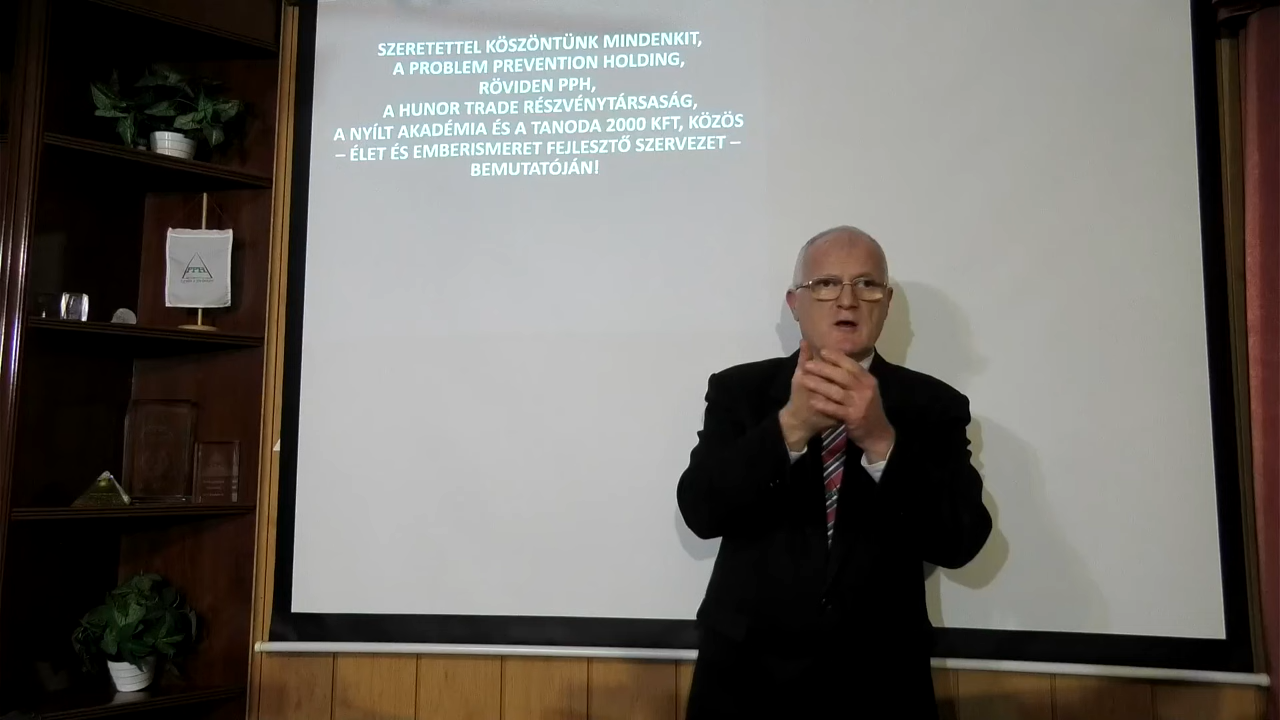 SZERETETTEL KÖSZÖNTÜNK MINDENKIT,
A PROBLEM PREVENTION HOLDING,
RÖVIDEN PPH,
A HUNOR TRADE RÉSZVÉNYTÁRSASÁG,
A NYÍLT AKADÉMIA ÉS A TANODA 2000 KFT, KÖZÖS
– ÉLET ÉS EMBERISMERET FEJLESZTŐ SZERVEZET –
BEMUTATÓJÁN!
PPH